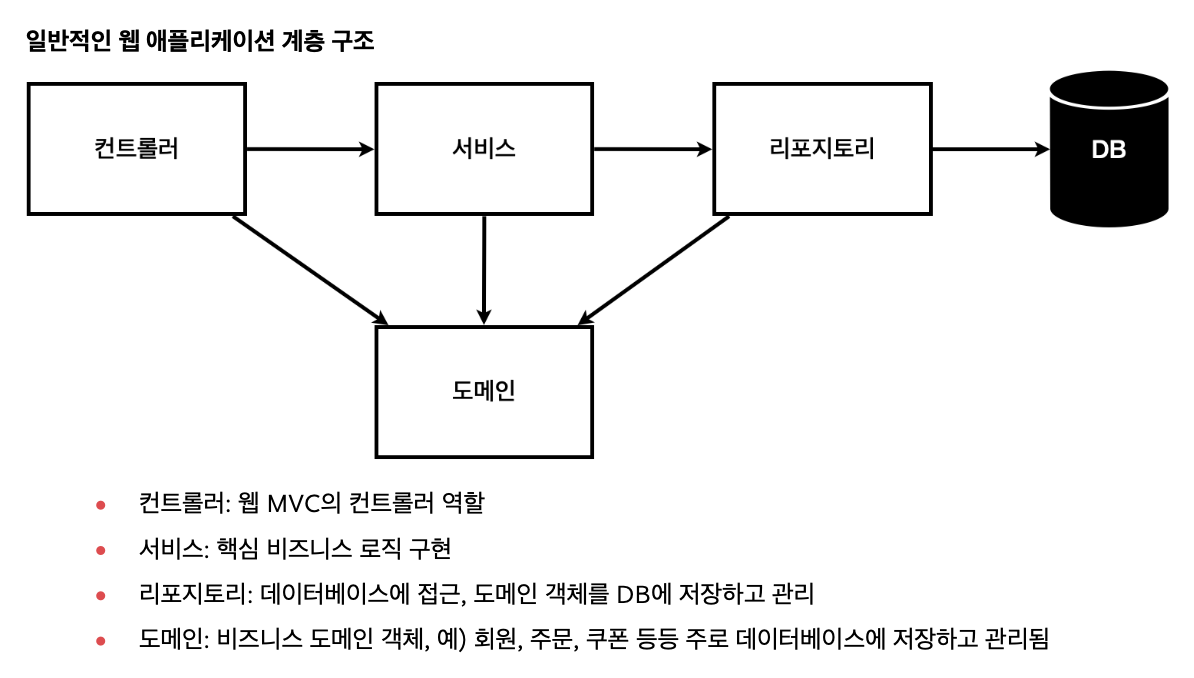 일반적인 웹 애플리케이션 계층 구조
컨트롤러
서비스
리포지토리
DB
도메인
컨트롤러: 웹 MVC의 컨트롤러 역할
서비스: 핵심 비즈니스 로직 구현
리포지토리: 데이터베이스에 접근, 도메인 객체를 DB에 저장하고 관리
도메인: 비즈니스 도메인 객체, 예) 회원, 주문, 쿠폰 등등 주로 데이터베이스에 저장하고 관리됨